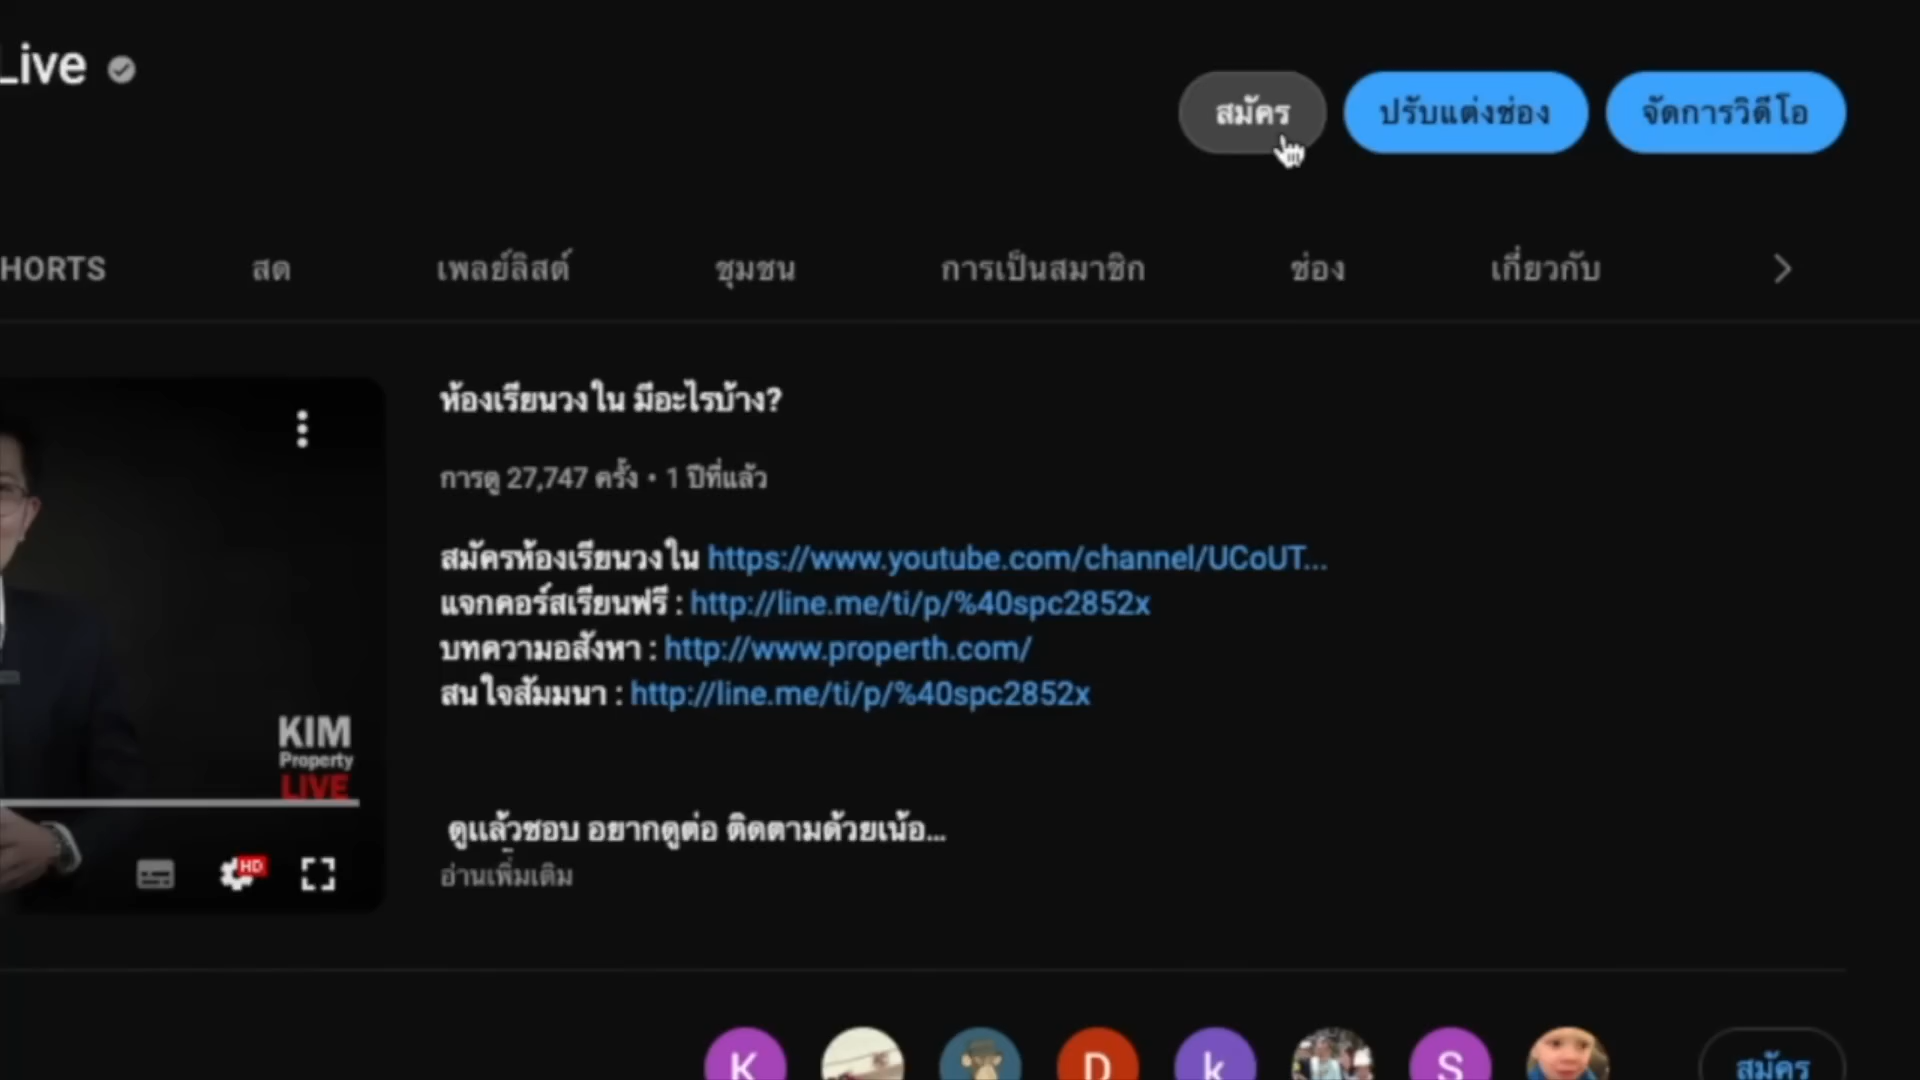 Live
สมัคร
ปรับแต่งช่อง
จัดการวิดีโอ
HORTS
สด
เพลย์ลิสต์
ชุมชน
การเป็นสมาชิก
ช่อง
เกี่ยวกับ
ห้องเรียนวงใน มีอะไรบ้าง?
การดู 27,747 ครั้ง • 1 ปีที่แล้ว
สมัครห้องเรียนวงใน https://www.youtube.com/channel/UCoUT...
แจกคอร์สเรียนฟรี : http://line.me/ti/p/%40spc2852x
บทความอสังหา : http://www.properth.com/
สนใจสัมมนา : http://line.me/ti/p/%40spc2852x
KIM
Property
LIVE
ดูแล้วชอบ อยากดูต่อ ติดตามด้วยเน้อ...
HD
อ่านเพิ่มเติม
K
D
k
S
สมัคร